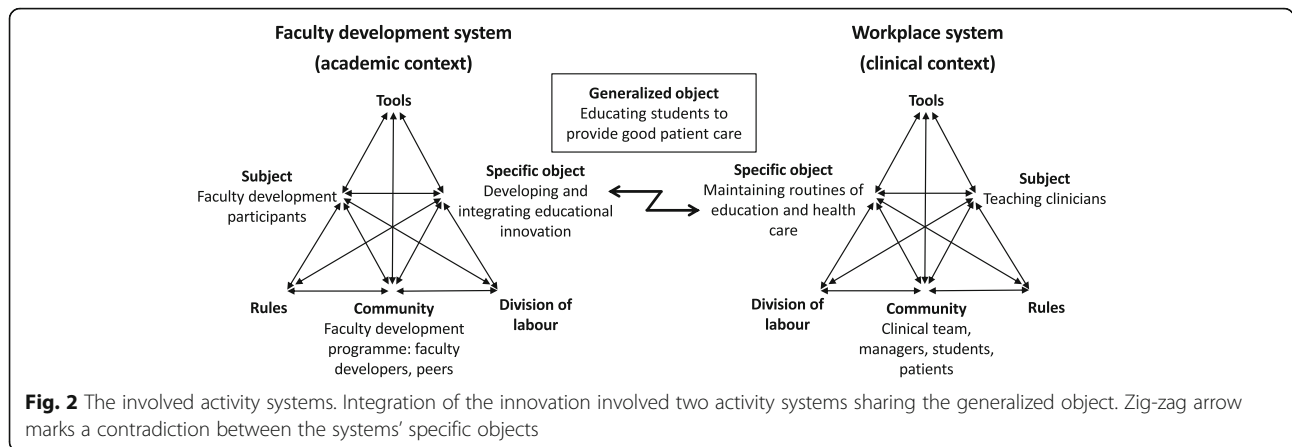 Faculty development system
(academic context)
Tools
Subject
Faculty development
participants
Specific object
Developing and
integrating educational
innovation
Rules
Community
Faculty development
programme: faculty
developers, peers
Division of
labour
Generalized object
Educating students to
provide good patient care
Workplace system
(clinical context)
Tools
Specific object
Maintaining routines of
education and health
care
Subject
Teaching clinicians
Division of
labour
Community
Clinical team,
managers, students,
patients
Rules
Fig. 2 The involved activity systems. Integration of the innovation involved two activity systems sharing the generalized object. Zig-zag arrow
marks a contradiction between the systems’ specific objects